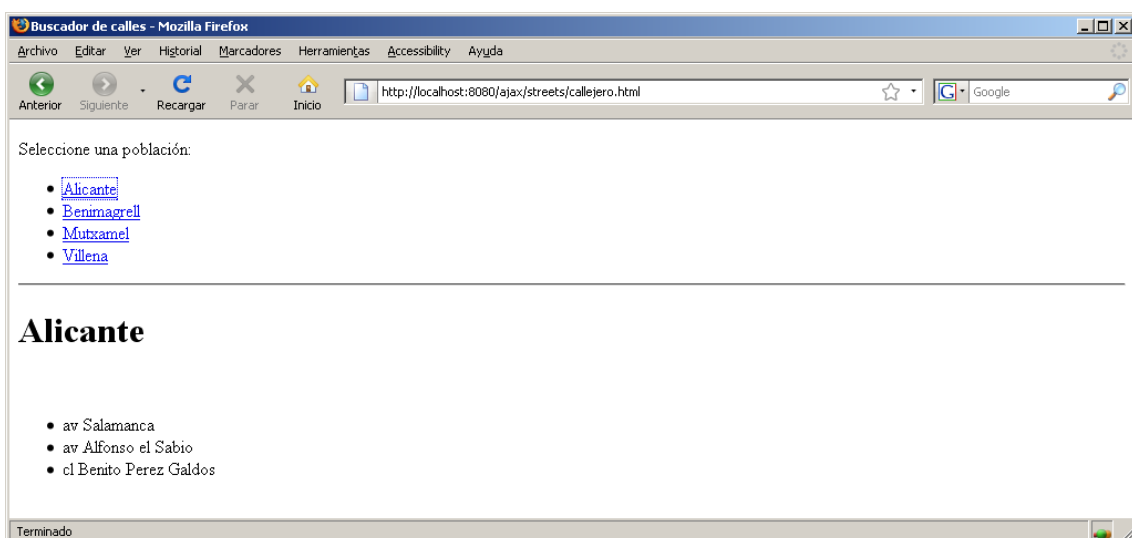 Buscador de calles - Mozilla Firefox
Archivo Editar Ver Historial Marcadores Herramientas Accessibility Ayuda
Anterior Siguiente Recargar Parar Inicio http://localhost:8080/ajax/streets/callejero.html G Google
Seleccione una población:
• Alicante
• Benimagrell
• Mutxamel
• Villena
Alicante
• av Salamanca
• av Alfonso el Sabio
• cl Benito Perez Galdos
Terminado